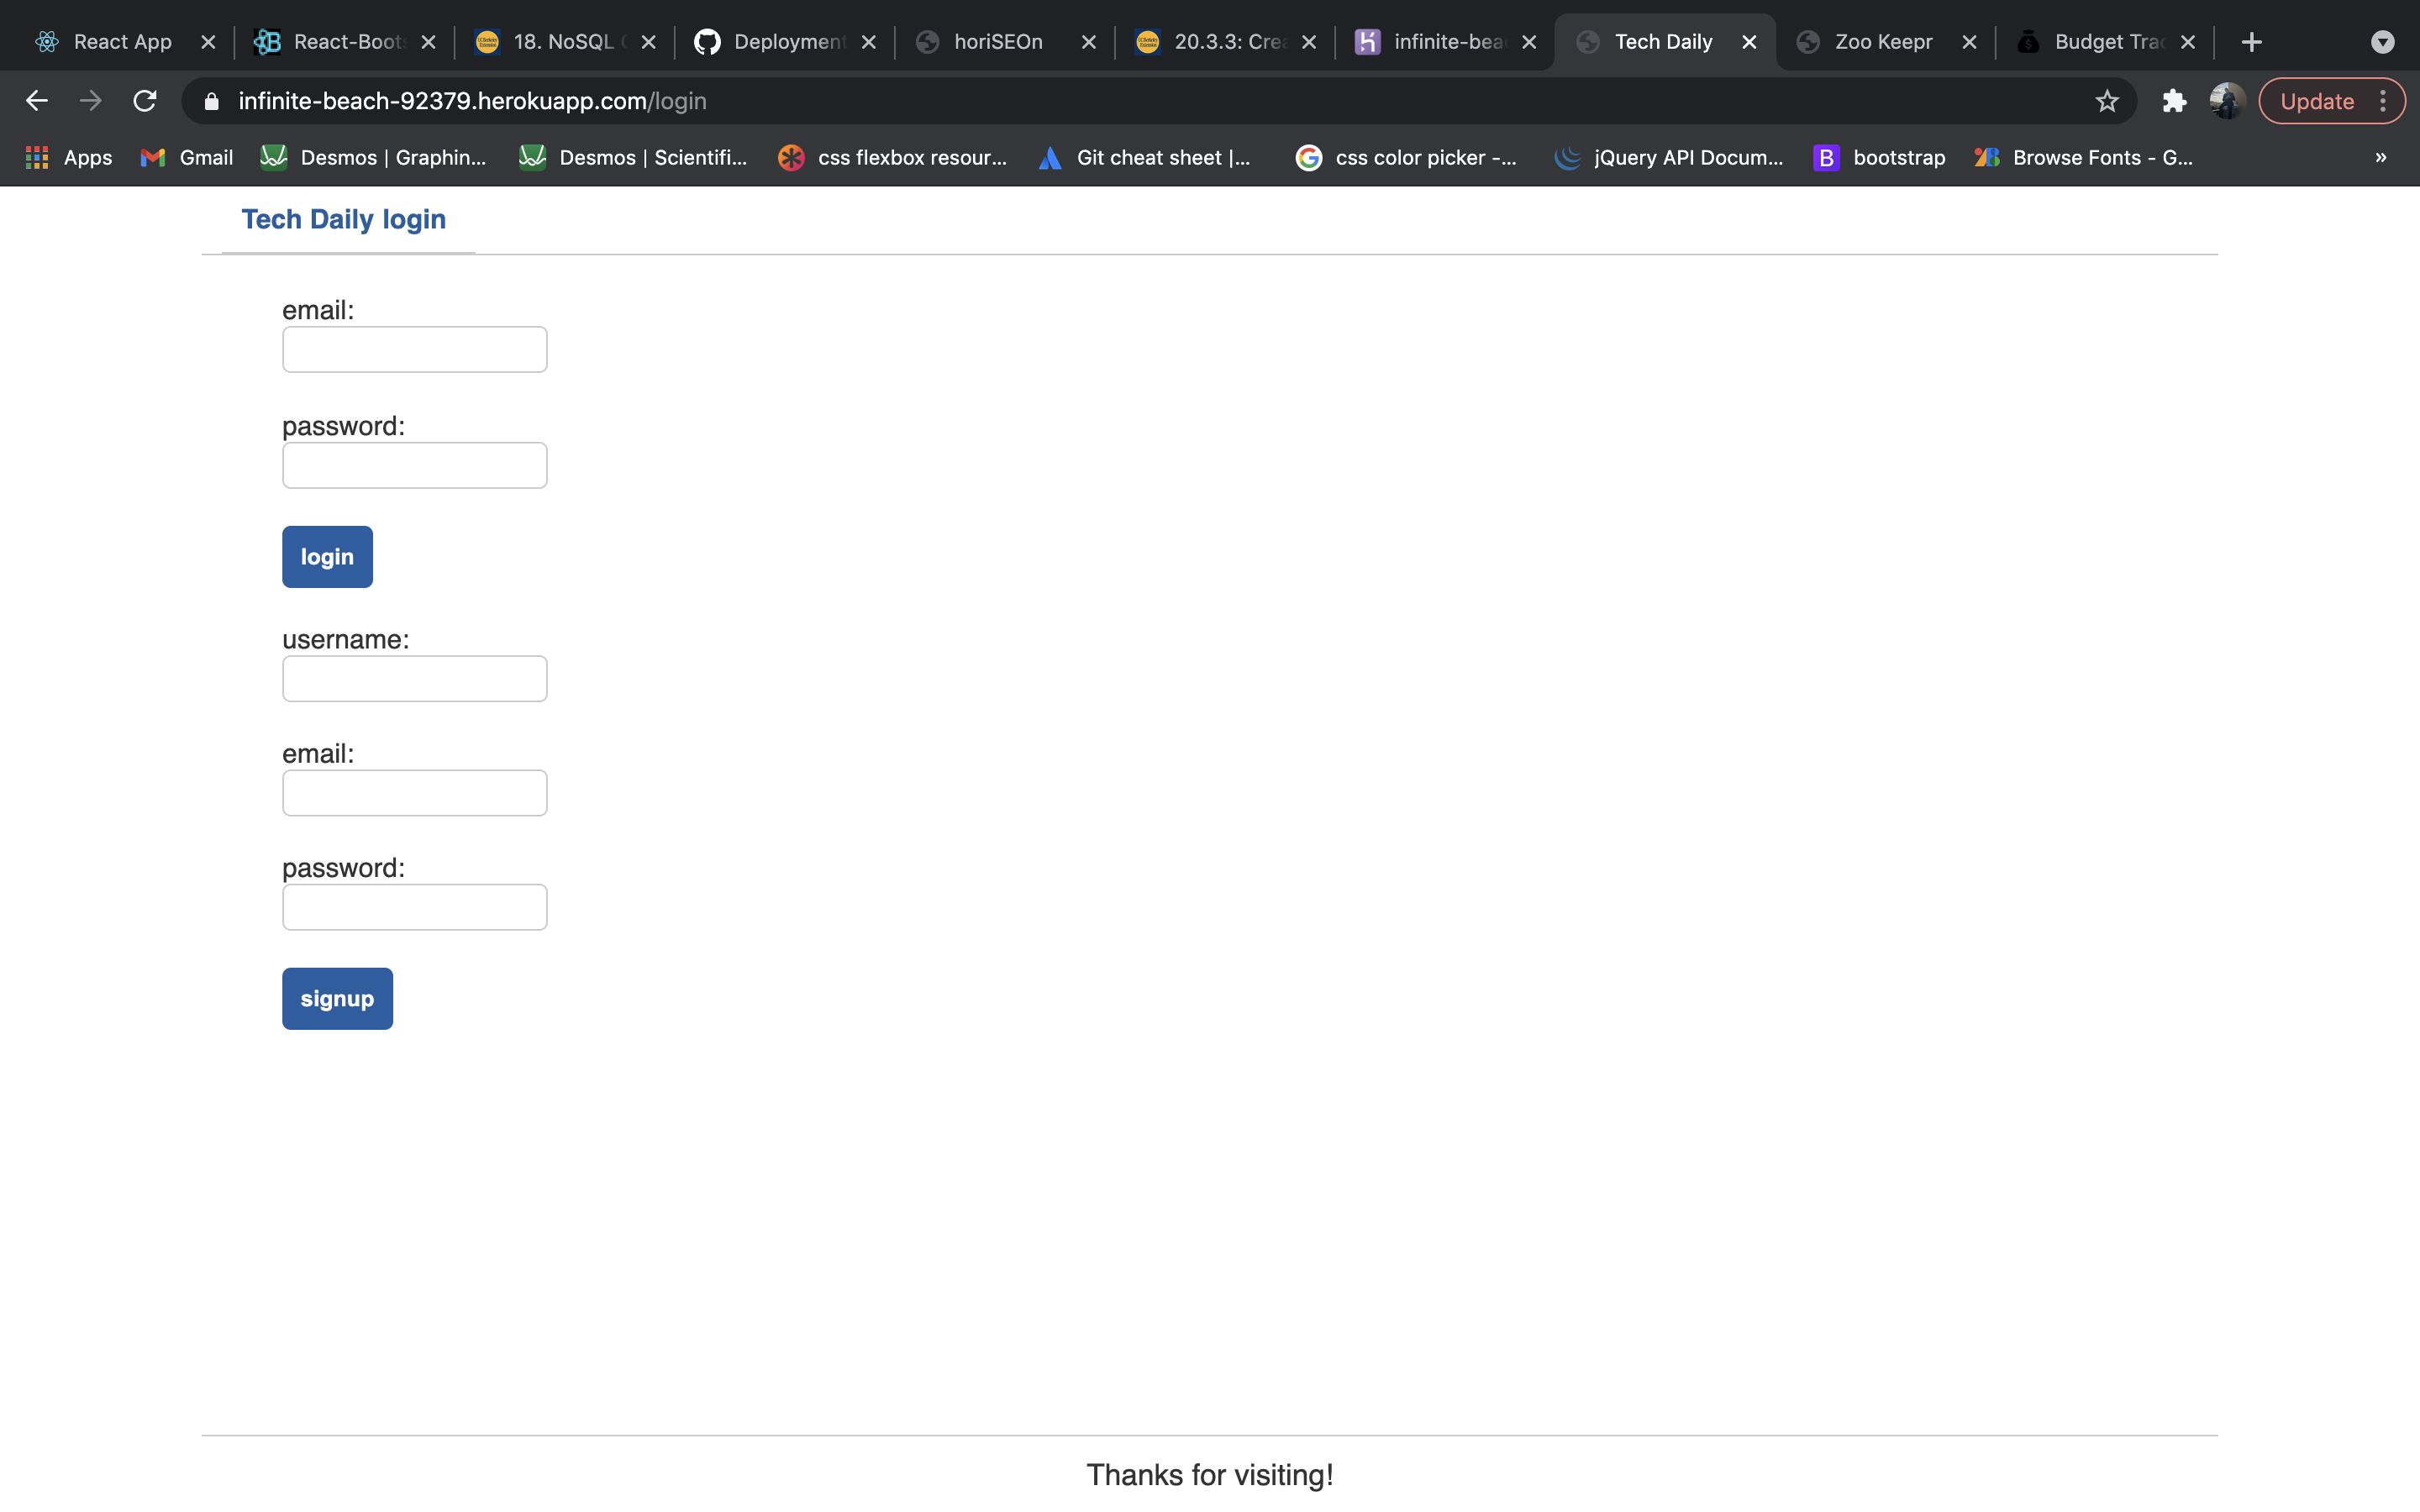 React App React-Boots 18. NoSQL Deployment horiSEOn 20.3.3: Crea infinite-beac Tech Daily Zoo Keepr Budget Trac
infinite-beach-92379.herokuapp.com/login Update
Apps Gmail Desmos | Graphin... Desmos | Scientifi... css flexbox resour... Git cheat sheet |... css color picker -... jQuery API Docum... B bootstrap Browse Fonts - G... »
Tech Daily login
email:
password:
login
username:
email:
password:
signup
Thanks for visiting!